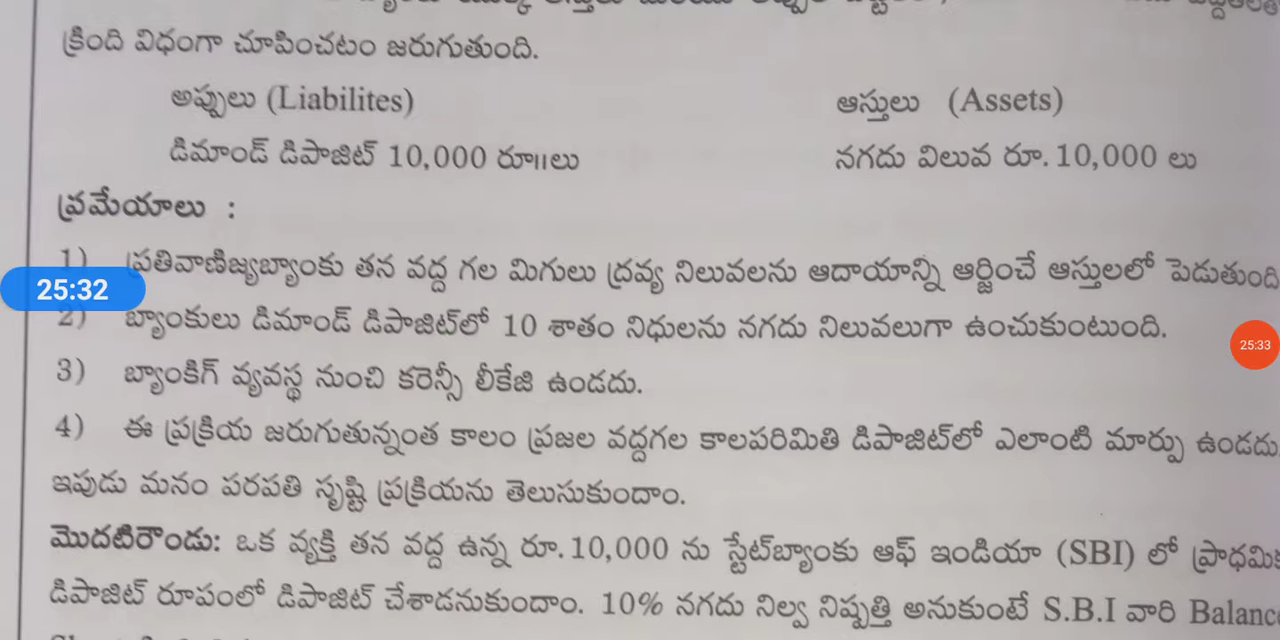 క్రింది విధంగా చూపించటం జరుగుతుంది.
అప్పులు (Liabilites) ఆస్తులు (Assets)
డిమాండ్ డిపాజిట్ 10,000 రూ॥లు నగదు విలువ రూ. 10,000 లు
ప్రమేయాలు :
1) ప్రతివాణిజ్యబ్యాంకు తన వద్ద గల మిగులు ద్రవ్య నిలువలను ఆదాయాన్ని ఆర్జించే ఆస్తులలో పెడుతుంది
25:32
2) బ్యాంకులు డిమాండ్ డిపాజిట్‌లో 10 శాతం నిధులను నగదు నిలువలుగా ఉంచుకుంటుంది.
25:33
3) బ్యాంకిగ్ వ్యవస్థ నుంచి కరెన్సీ లీకేజి ఉండదు.
4) ఈ ప్రక్రియ జరుగుతున్నంత కాలం ప్రజల వద్దగల కాలపరిమితి డిపాజిట్‌లో ఎలాంటి మార్పు ఉండదు.
ఇపుడు మనం పరపతి సృష్టి ప్రక్రియను తెలుసుకుందాం.
మొదటిరౌండు: ఒక వ్యక్తి తన వద్ద ఉన్న రూ. 10,000 ను స్టేట్‌బ్యాంకు ఆఫ్ ఇండియా (SBI) లో ప్రాథమిక
డిపాజిట్ రూపంలో డిపాజిట్ చేశాడనుకుందాం. 10% నగదు నిల్వ నిష్పత్తి అనుకుంటే S.B.I వారి Balance